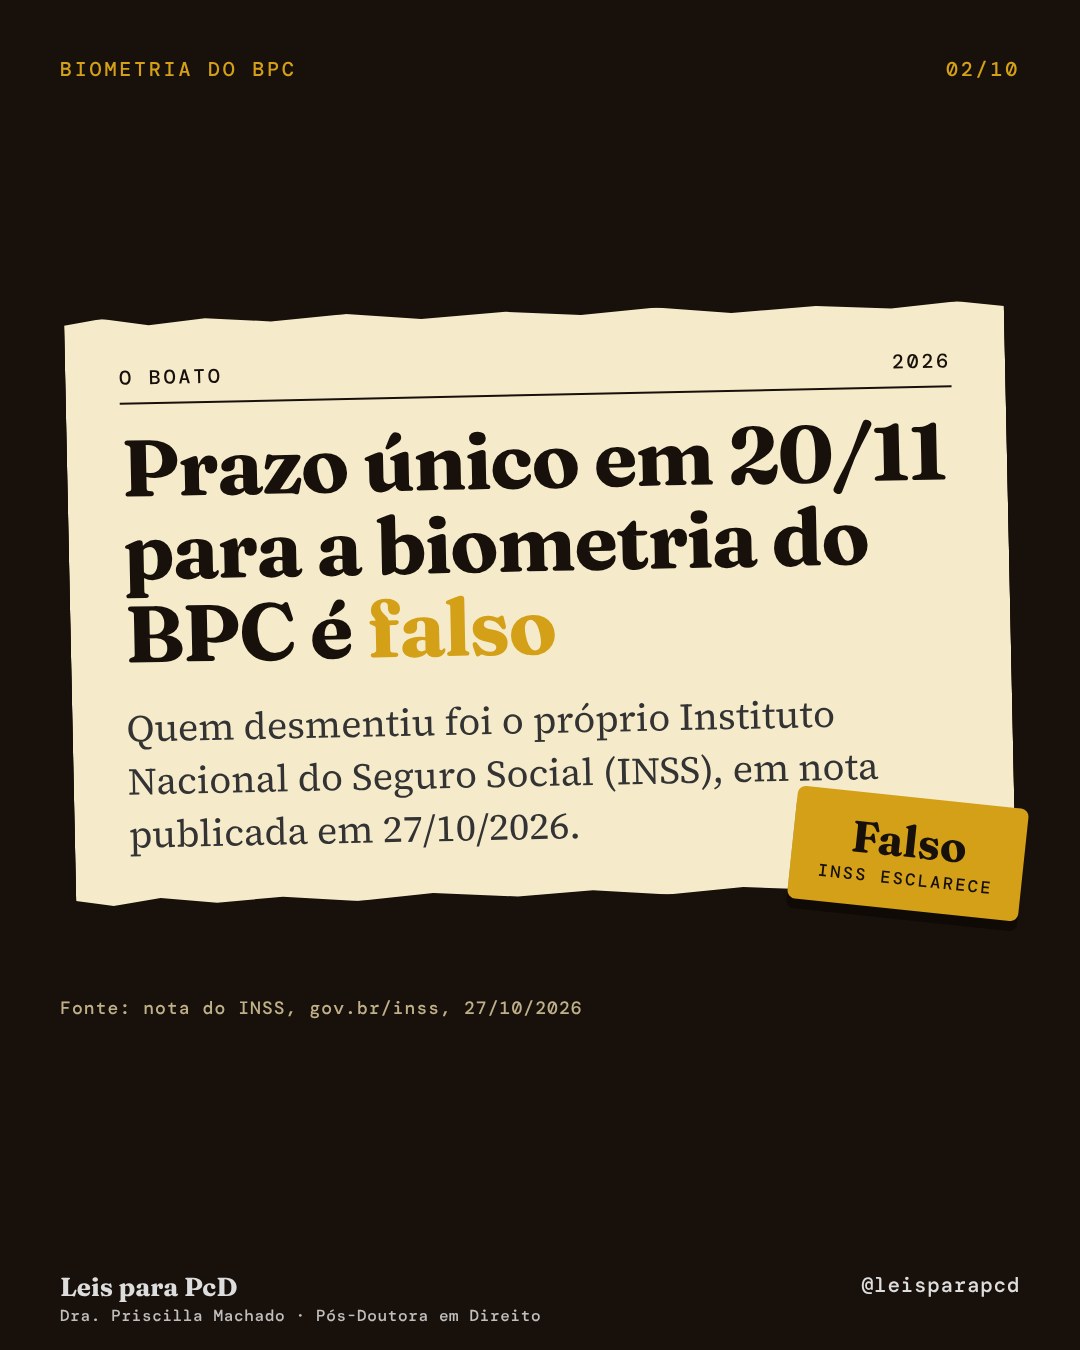 BIOMETRIA DO BPC
02/10
O BOATO
2026
Prazo único em 20/11
para a biometria do
BPC é falso
Quem desmentiu foi o próprio Instituto
Nacional do Seguro Social (INSS), em nota
publicada em 27/10/2026.
Falso
INSS ESCLARECE
Fonte: nota do INSS, gov.br/inss, 27/10/2026
Leis para PcD
Dra. Priscilla Machado · Pós-Doutora em Direito
@leisparapcd